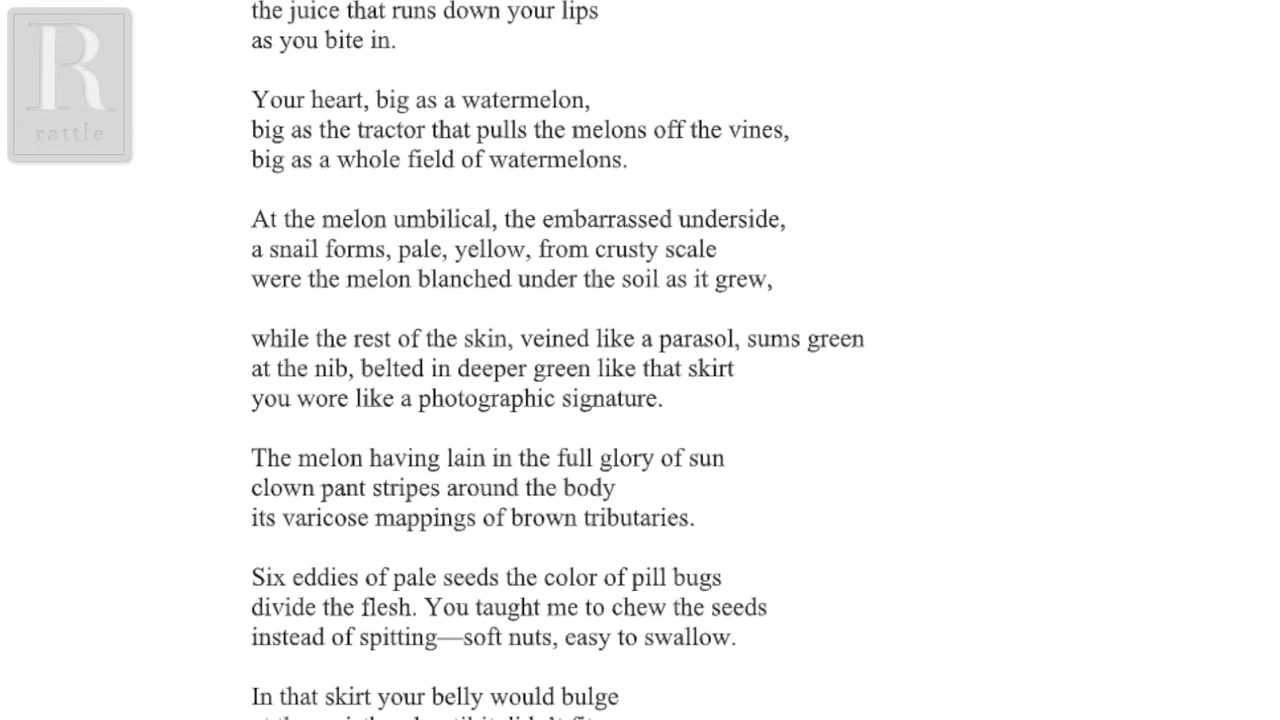 R
rattle
the juice that runs down your lips
as you bite in.
Your heart, big as a watermelon,
big as the tractor that pulls the melons off the vines,
big as a whole field of watermelons.
At the melon umbilical, the embarrassed underside,
a snail forms, pale, yellow, from crusty scale
were the melon blanched under the soil as it grew,
while the rest of the skin, veined like a parasol, sums green
at the nib, belted in deeper green like that skirt
you wore like a photographic signature.
The melon having lain in the full glory of sun
clown pant stripes around the body
its varicose mappings of brown tributaries.
Six eddies of pale seeds the color of pill bugs
divide the flesh. You taught me to chew the seeds
instead of spitting—soft nuts, easy to swallow.
In that skirt your belly would bulge